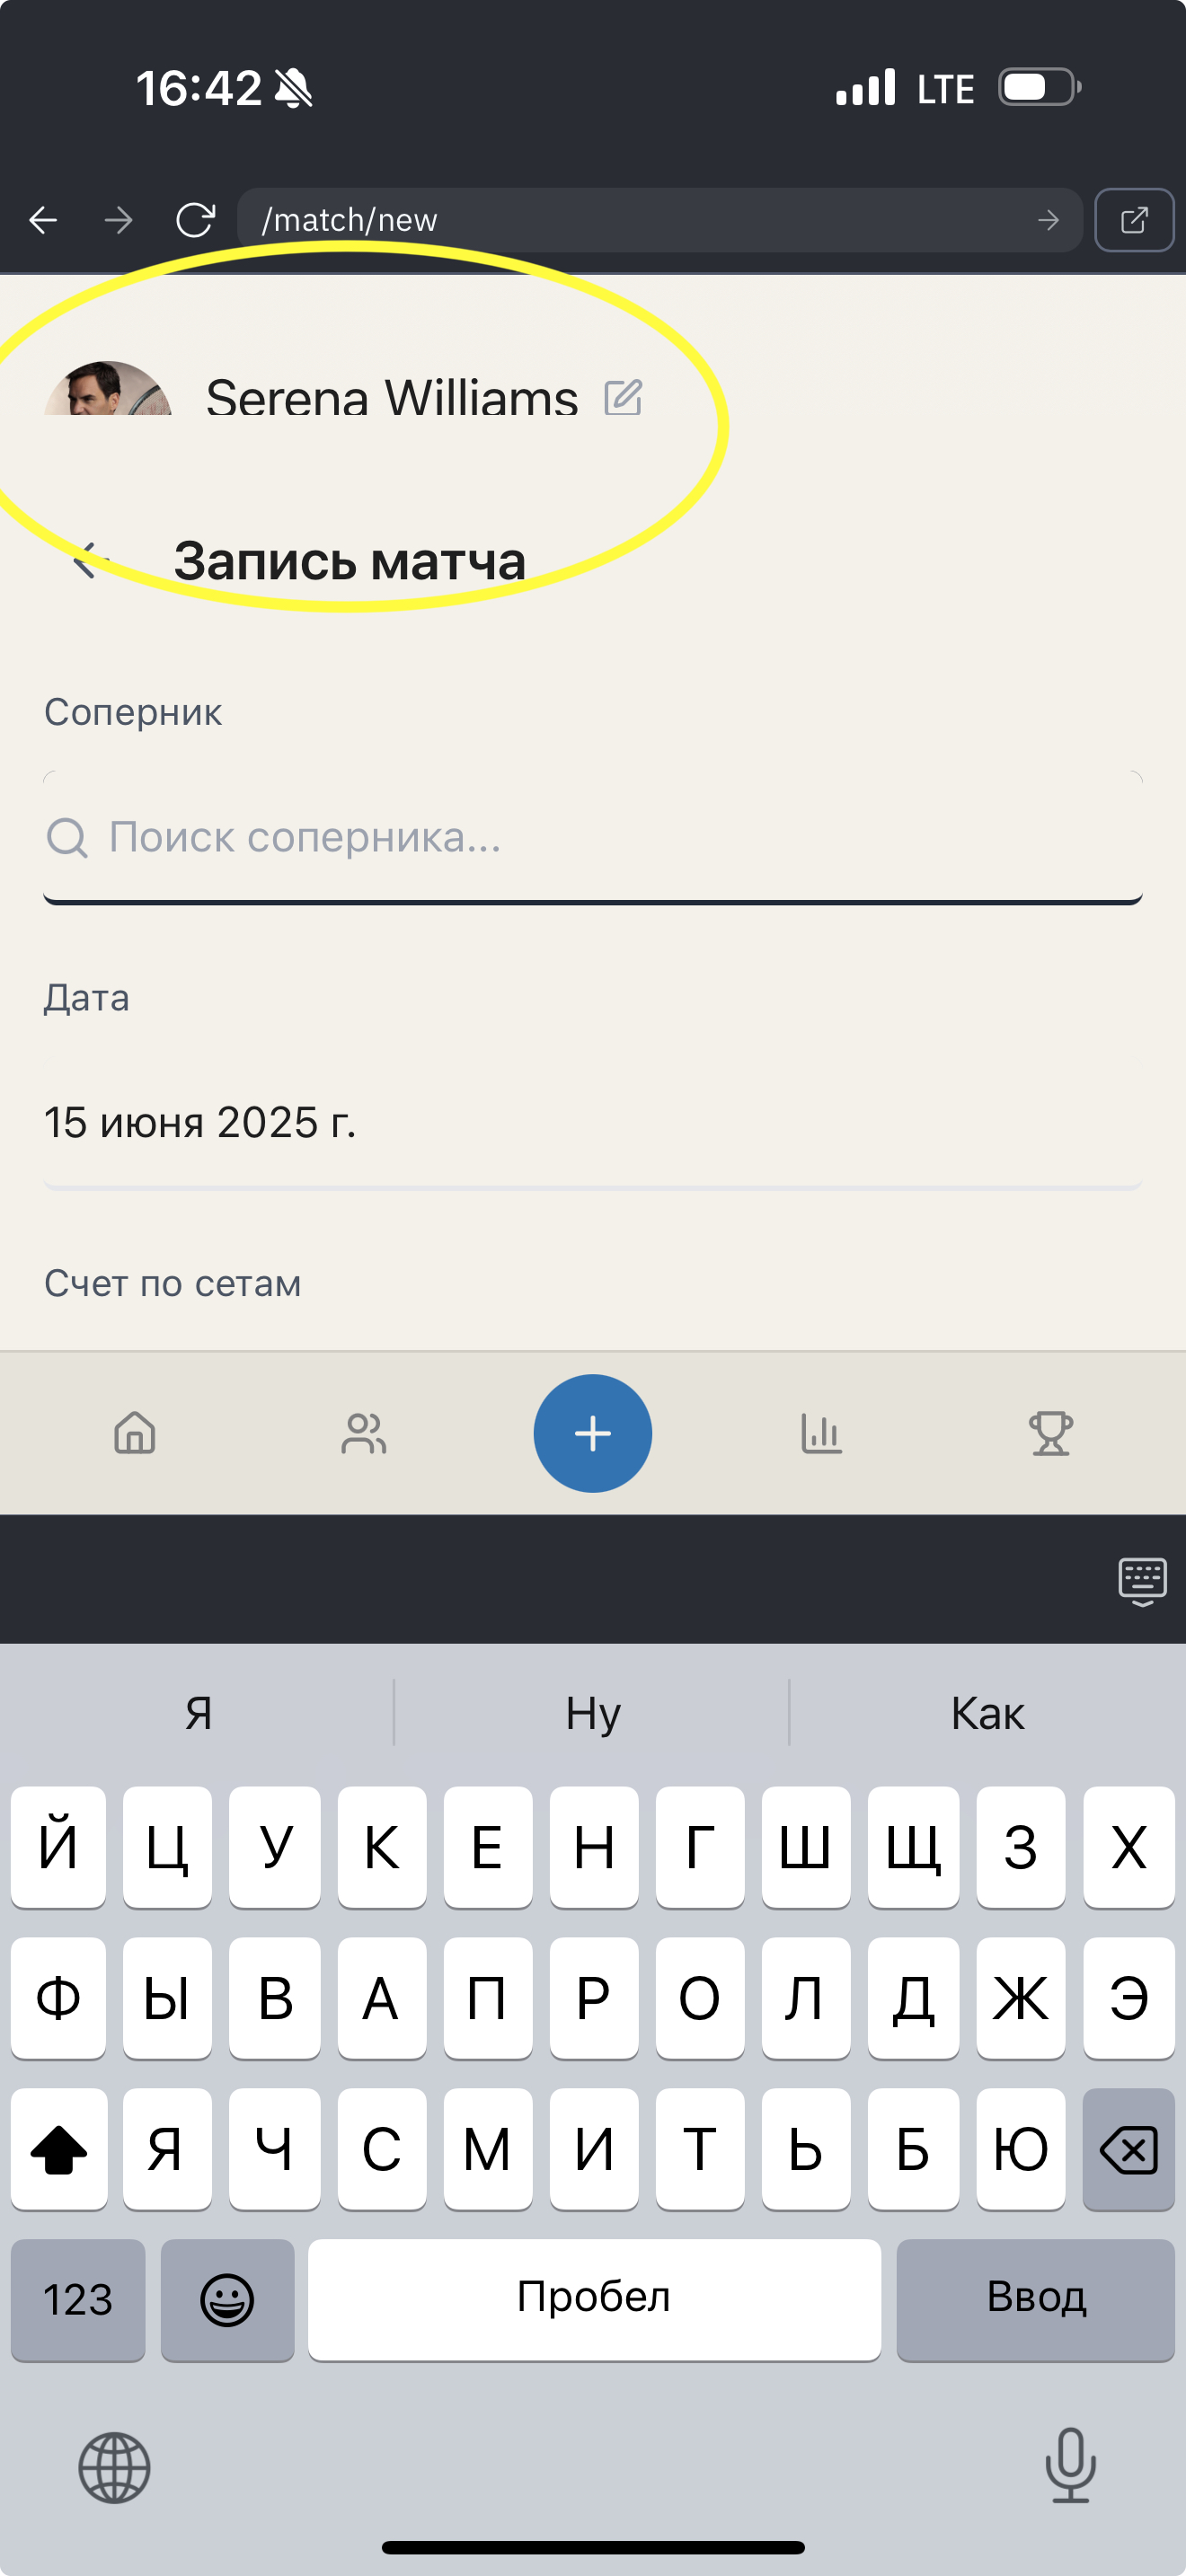 16:42
LTE
/match/new
Serena Williams
Запись матча
Соперник
Поиск соперника...
Дата
15 июня 2025 г.
Счет по сетам
Я Ну Как
Й Ц У К Е Н Г Ш Щ З Х
Ф Ы В А П Р О Л Д Ж Э
Я Ч С М И Т Ь Б Ю
123 Пробел Ввод